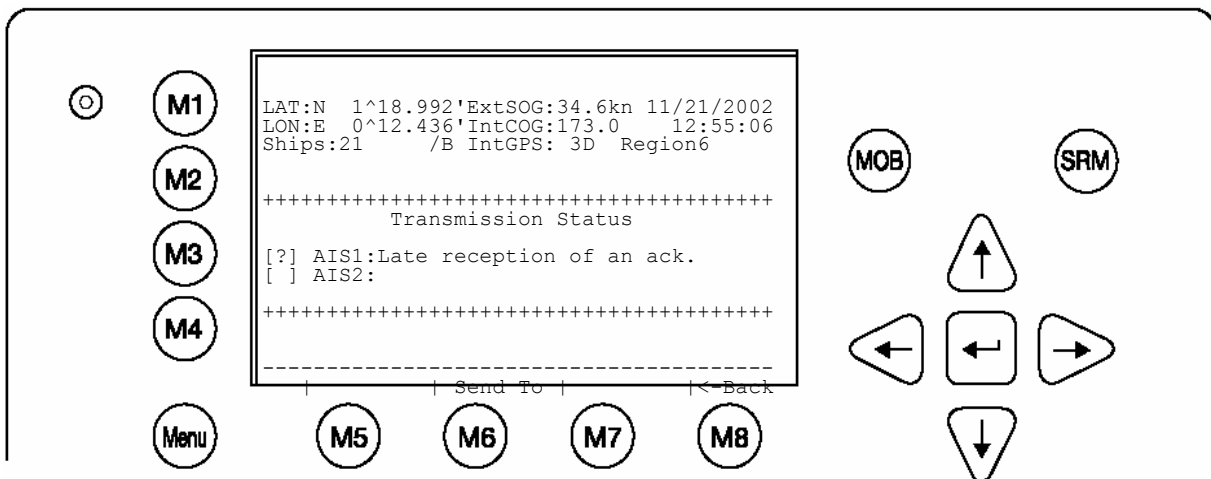 M1
M2
M3
M4
Menu
LAT:N  1^18.992'ExtSOG:34.6kn 11/21/2002
LON:E  0^12.436'IntCOG:173.0    12:55:06
Ships:21     /B IntGPS: 3D  Region6
++++++++++++++++++++++++++++++++++++++++
Transmission Status
[?] AIS1:Late reception of an ack.
[ ] AIS2:
++++++++++++++++++++++++++++++++++++++++
----------------------------------------
|         | Send To |         |<-Back
M5
M6
M7
M8
MOB
SRM